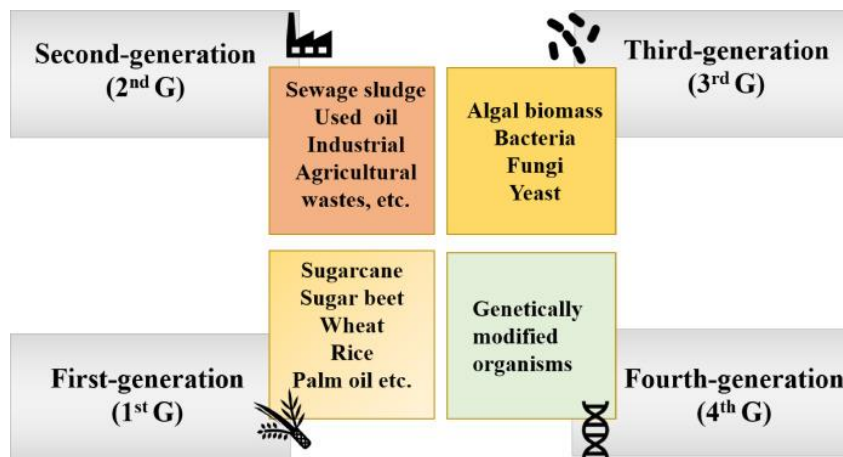 Second-generation
(2nd G)
Sewage sludge
Used oil
Industrial
Agricultural
wastes, etc.
Algal biomass
Bacteria
Fungi
Yeast
Third-generation
(3rd G)
First-generation
(1st G)
Sugarcane
Sugar beet
Wheat
Rice
Palm oil etc.
Genetically
modified
organisms
Fourth-generation
(4th G)